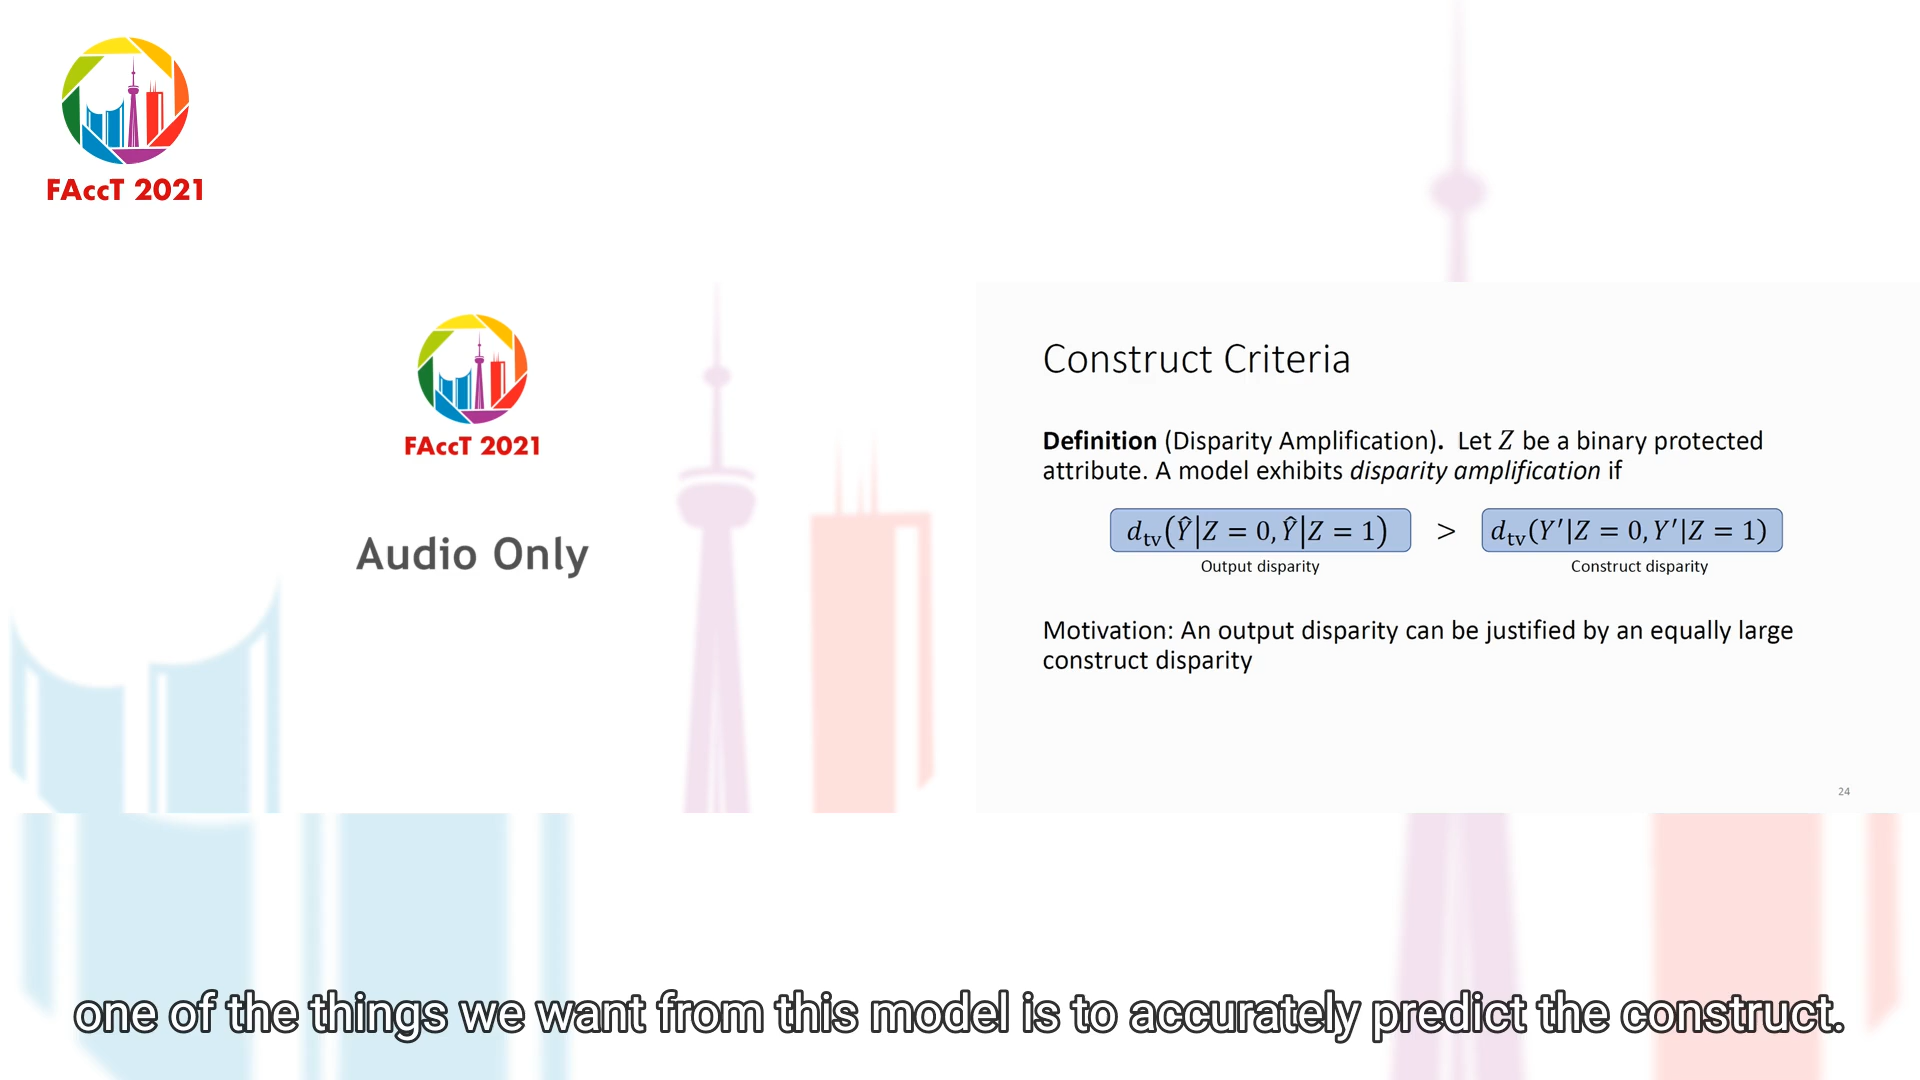 FAccT 2021
FAccT 2021
Audio Only
Construct Criteria
Definition (Disparity Amplification). Let Z be a binary protected
attribute. A model exhibits disparity amplification if
d_tv(Ŷ|Z = 0, Ŷ|Z = 1) > d_tv(Y′|Z = 0, Y′|Z = 1)
Output disparity Construct disparity
Motivation: An output disparity can be justified by an equally large
construct disparity
24
one of the things we want from this model is to accurately predict the construct.